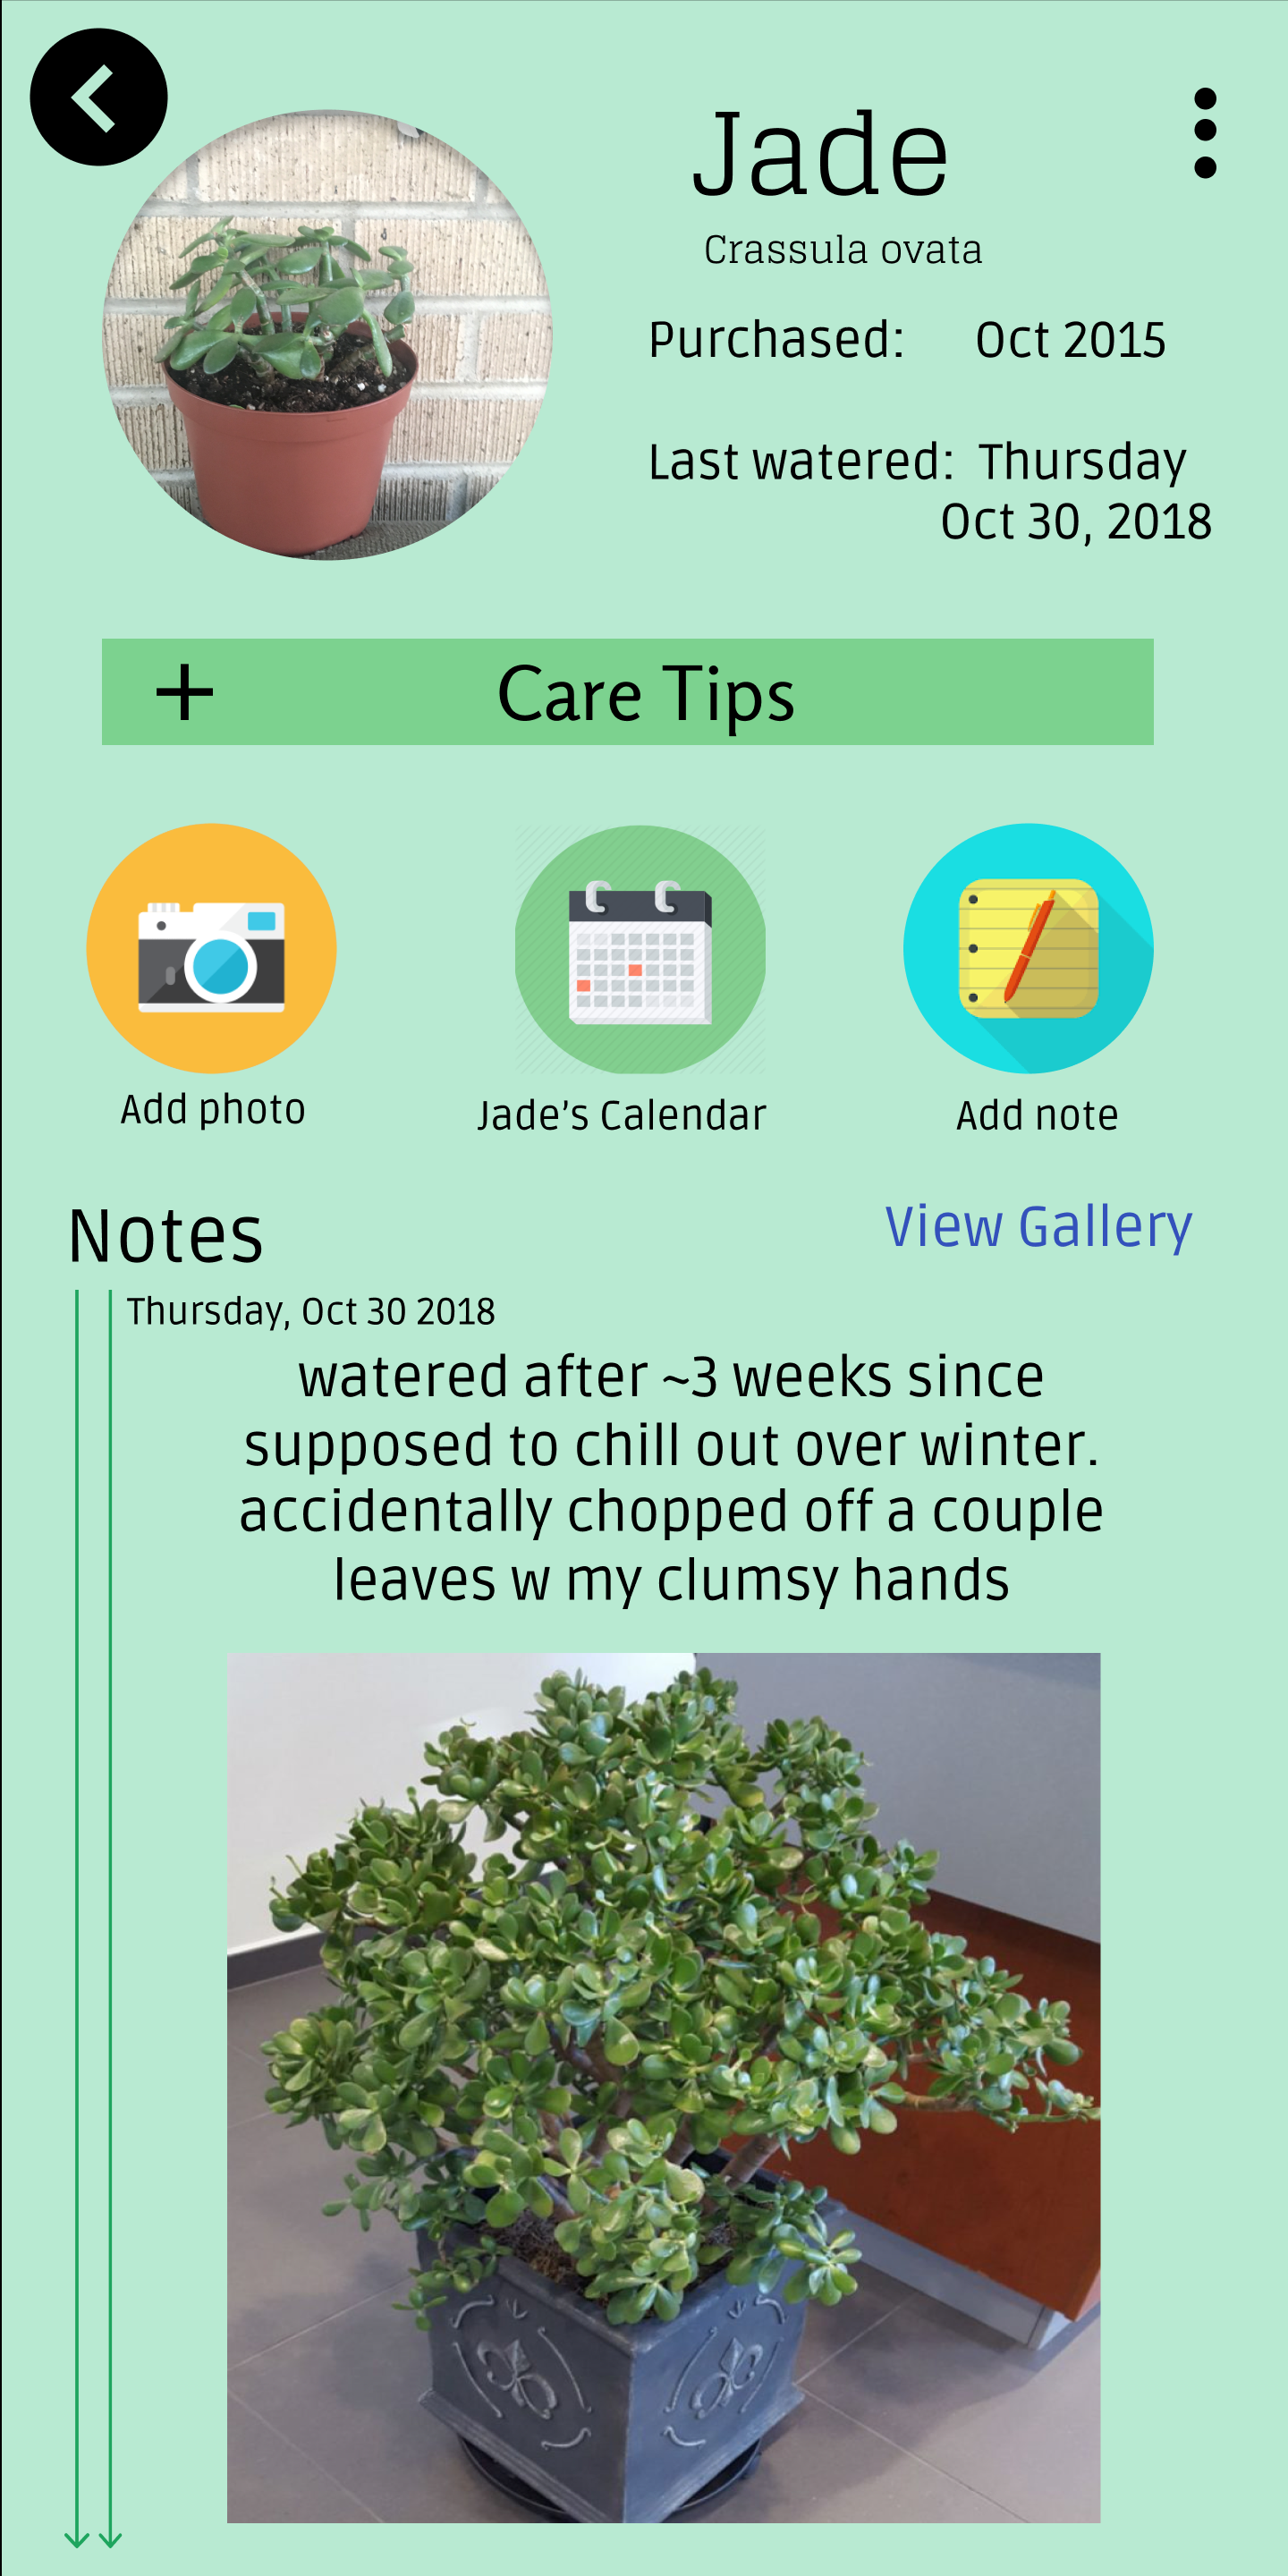 Jade
Crassula ovata
Purchased: Oct 2015
Last watered: Thursday
Oct 30, 2018
+ Care Tips
Add photo
Jade's Calendar
Add note
Notes
View Gallery
Thursday, Oct 30 2018
watered after ~3 weeks since
supposed to chill out over winter.
accidentally chopped off a couple
leaves w my clumsy hands